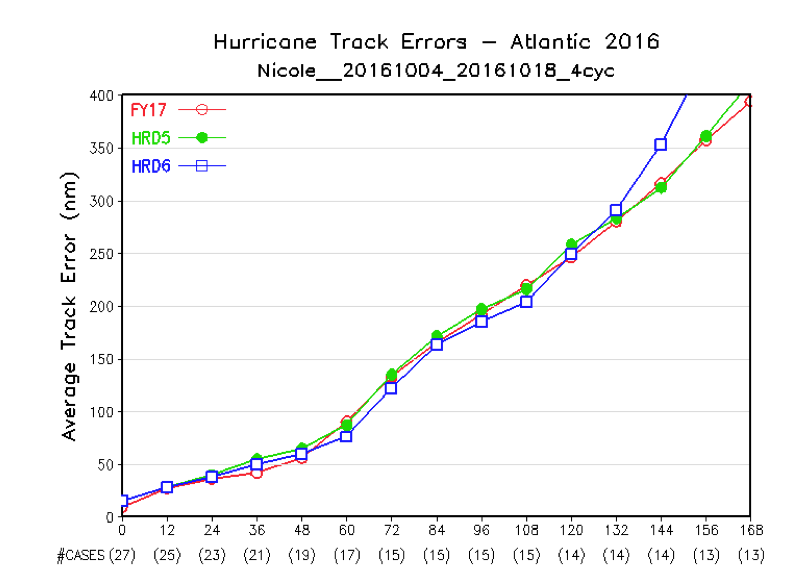 Hurricane Track Errors – Atlantic 2016
Nicole__20161004_20161018_4cyc
Average Track Error (nm)
400
350
300
250
200
150
100
50
0
FY17
HRD5
HRD6
0 12 24 36 48 60 72 84 96 108 120 132 144 156 168
#CASES (27) (25) (23) (21) (19) (17) (15) (15) (15) (15) (14) (14) (14) (13) (13)